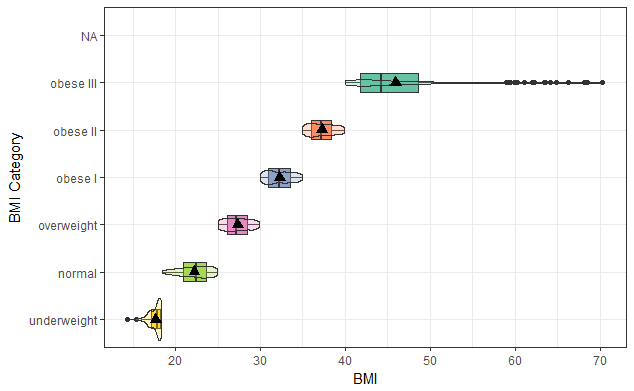 NA
obese III
obese II
obese I
overweight
normal
underweight
BMI Category
20 30 40 50 60 70
BMI